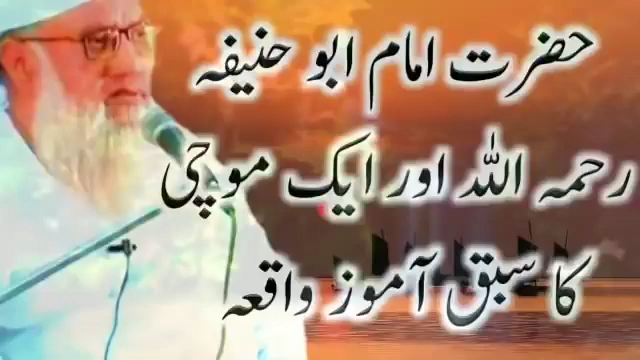 حضرت امام ابو حنیفہ
رحمہ اللہ اور ایک موچی
کا سبق آموز واقعہ